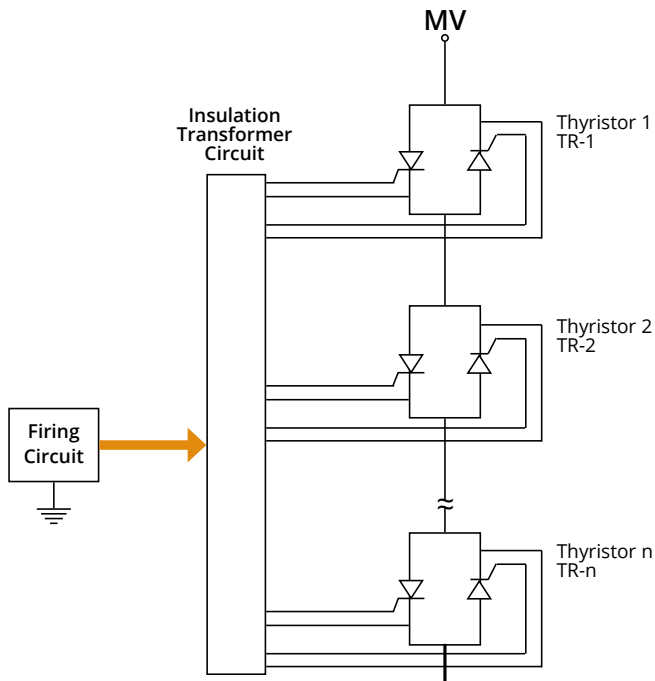 MV
Insulation
Transformer
Circuit
Thyristor 1
TR-1
Thyristor 2
TR-2
Firing
Circuit
Thyristor n
TR-n